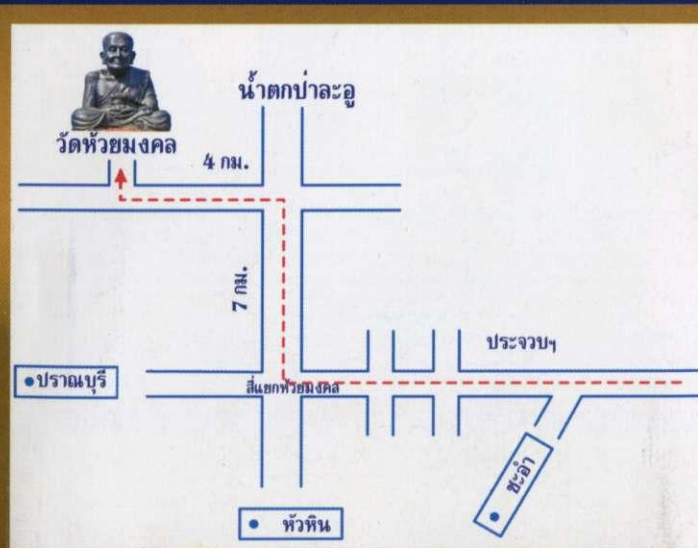 น้ำตกป่าละอู
วัดห้วยมงคล
4 กม.
7 กม.
ประจวบฯ
ปราณบุรี
สี่แยกห้วยมงคล
ชะอำ
หัวหิน